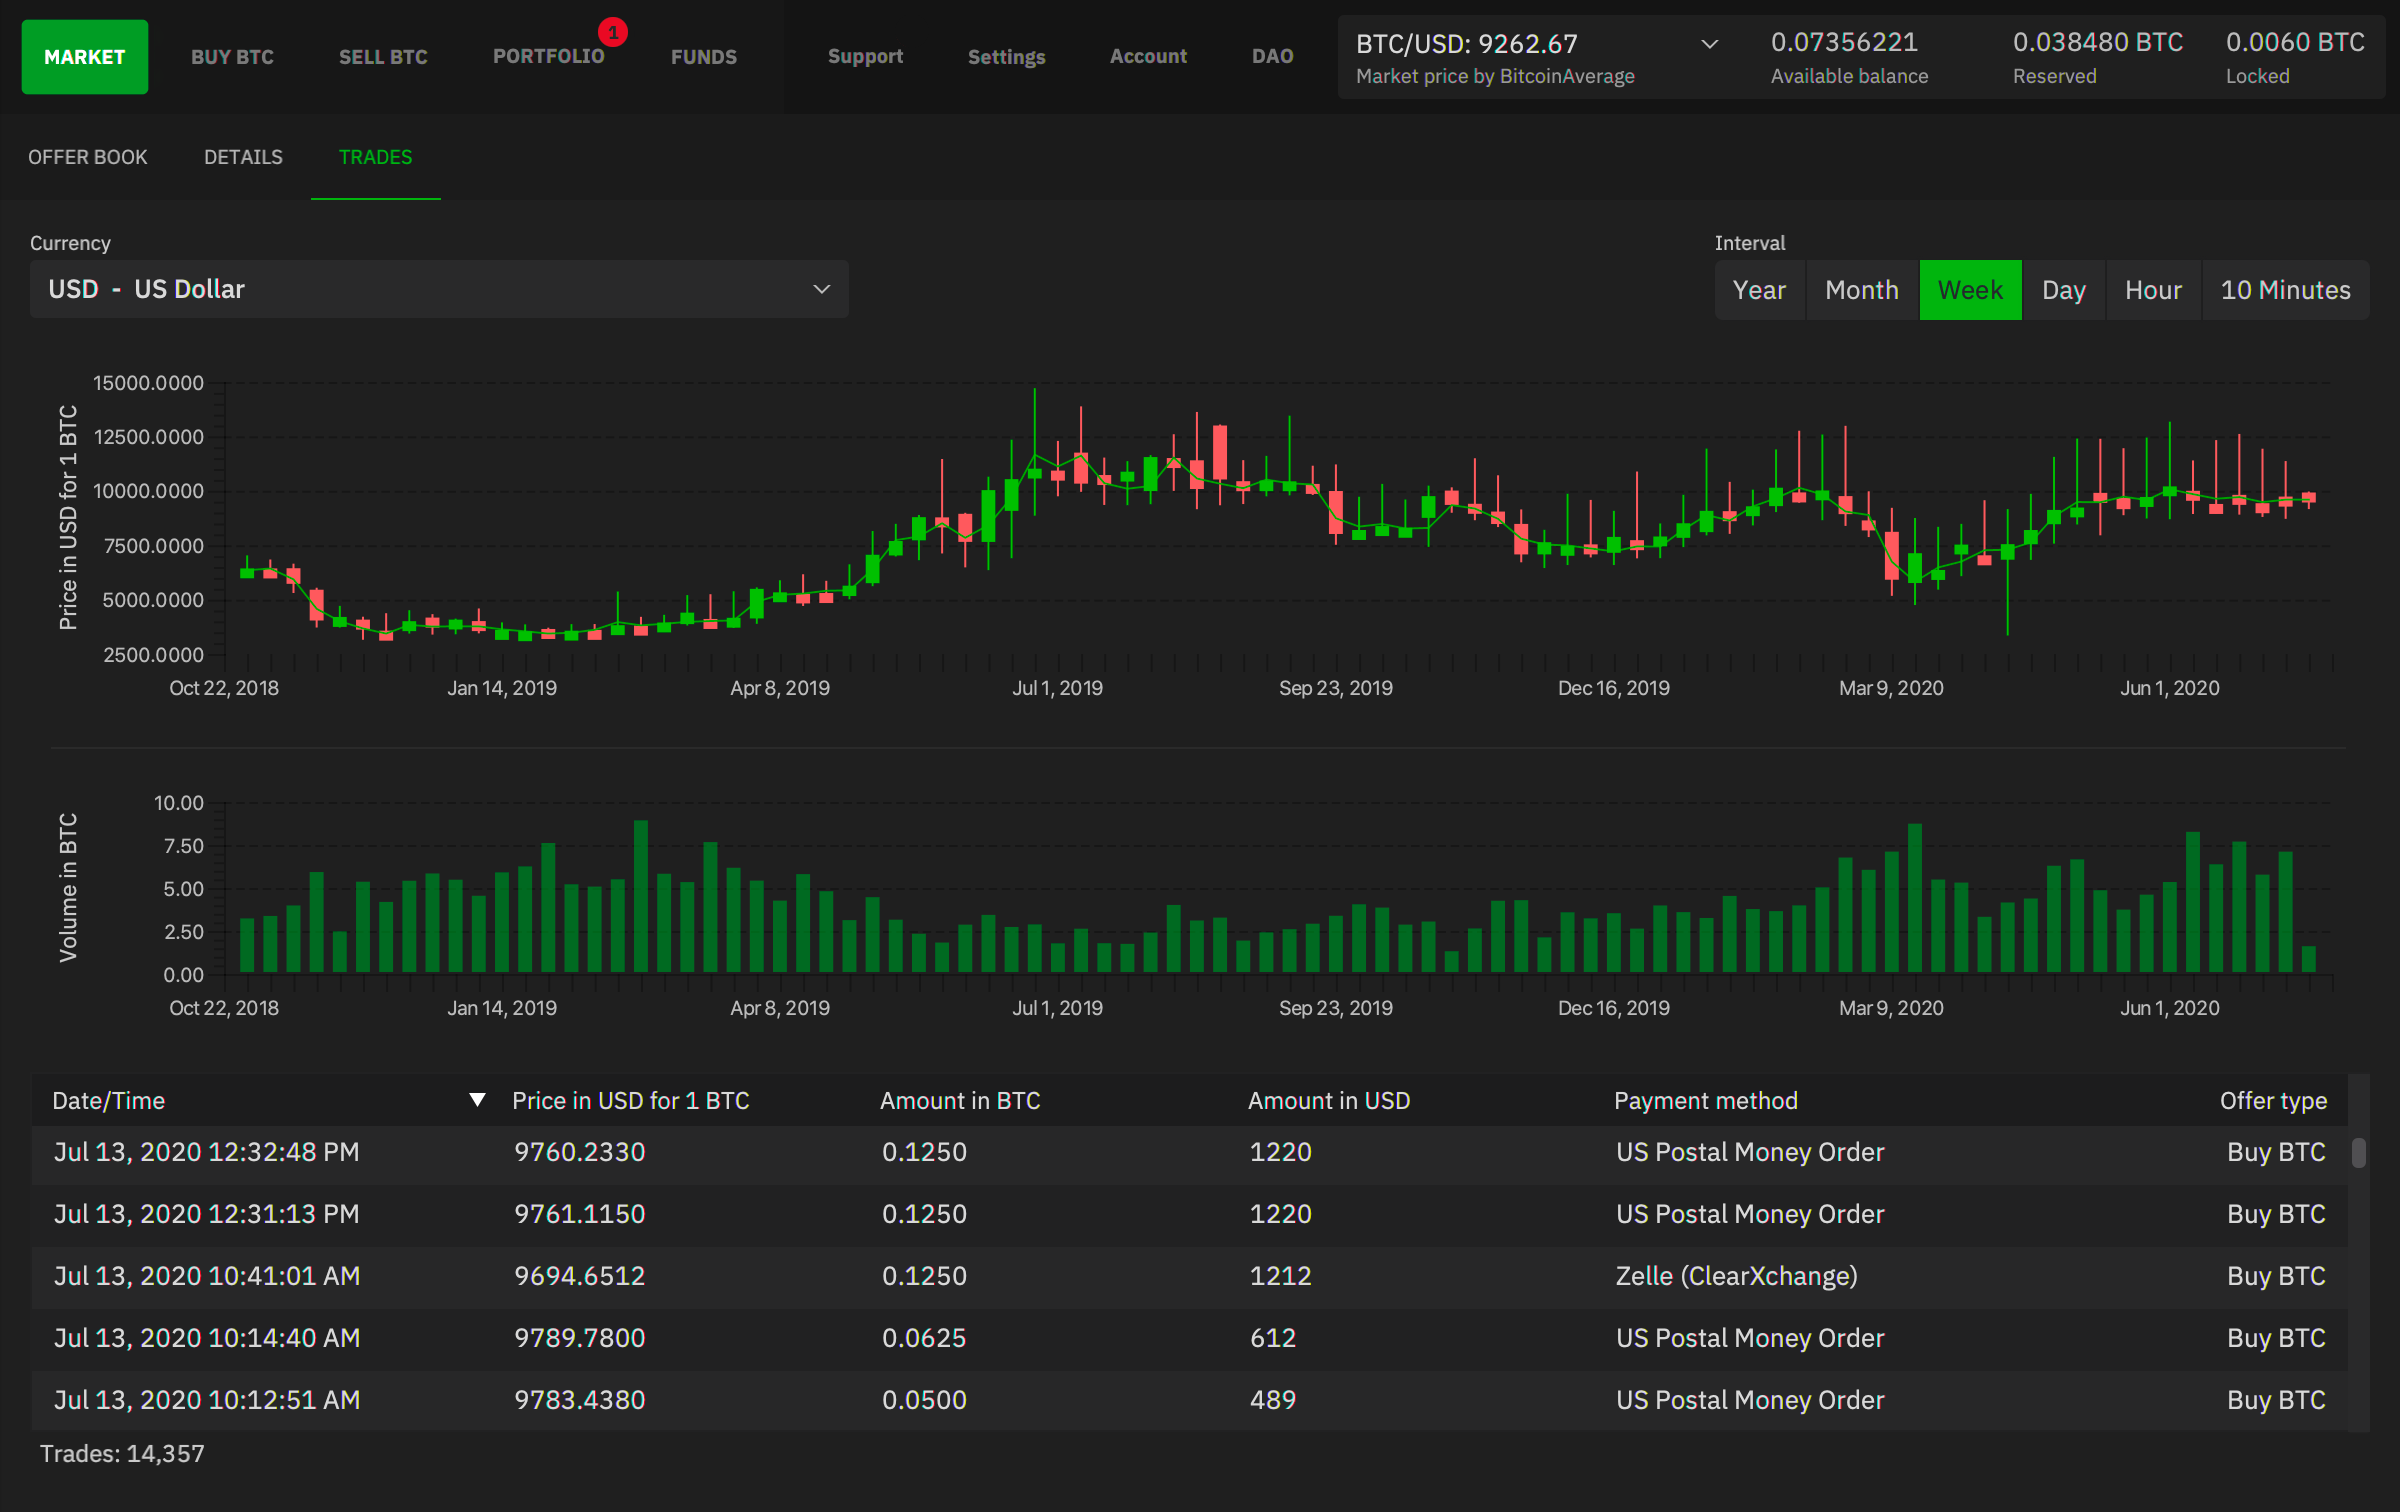 MARKET BUY BTC SELL BTC PORTFOLIO 1 FUNDS Support Settings Account DAO BTC/USD: 9262.67 0.07356221 0.038480 BTC 0.0060 BTC
Market price by BitcoinAverage Available balance Reserved Locked
OFFER BOOK DETAILS TRADES
Currency Interval
USD - US Dollar Year Month Week Day Hour 10 Minutes
Price in USD for 1 BTC
15000.0000
12500.0000
10000.0000
7500.0000
5000.0000
2500.0000
Oct 22, 2018 Jan 14, 2019 Apr 8, 2019 Jul 1, 2019 Sep 23, 2019 Dec 16, 2019 Mar 9, 2020 Jun 1, 2020
Volume in BTC
10.00
7.50
5.00
2.50
0.00
Oct 22, 2018 Jan 14, 2019 Apr 8, 2019 Jul 1, 2019 Sep 23, 2019 Dec 16, 2019 Mar 9, 2020 Jun 1, 2020
Date/Time Price in USD for 1 BTC Amount in BTC Amount in USD Payment method Offer type
Jul 13, 2020 12:32:48 PM 9760.2330 0.1250 1220 US Postal Money Order Buy BTC
Jul 13, 2020 12:31:13 PM 9761.1150 0.1250 1220 US Postal Money Order Buy BTC
Jul 13, 2020 10:41:01 AM 9694.6512 0.1250 1212 Zelle (ClearXchange) Buy BTC
Jul 13, 2020 10:14:40 AM 9789.7800 0.0625 612 US Postal Money Order Buy BTC
Jul 13, 2020 10:12:51 AM 9783.4380 0.0500 489 US Postal Money Order Buy BTC
Trades: 14,357